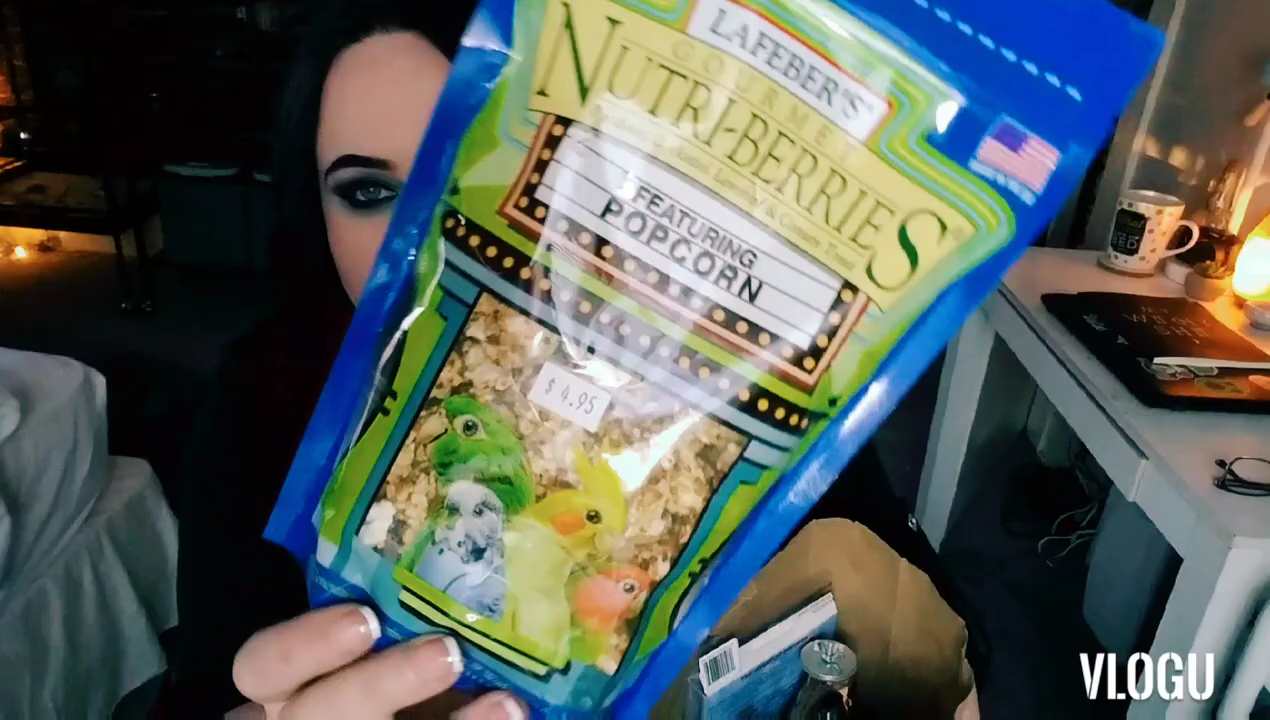 LAFEBER'S
GOURMET
NUTRI-BERRIES
FEATURING
POPCORN
$ 4.95
VLOGU